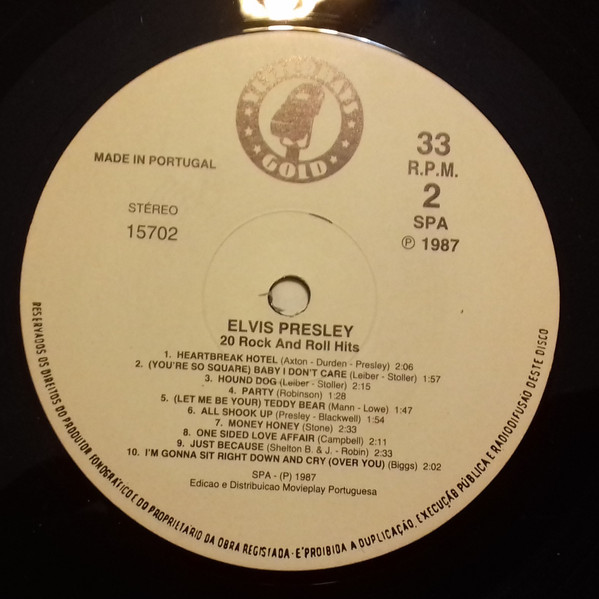 YESTERDAYS
GOLD
MADE IN PORTUGAL
STÉREO
15702
33
R.P.M.
2
SPA
℗ 1987
ELVIS PRESLEY
20 Rock And Roll Hits
1. HEARTBREAK HOTEL (Axton - Durden - Presley) 2:06
2. (YOU'RE SO SQUARE) BABY I DON'T CARE (Leiber - Stoller) 1:57
3. HOUND DOG (Leiber - Stoller) 2:15
4. PARTY (Robinson) 1:28
5. (LET ME BE YOUR) TEDDY BEAR (Mann - Lowe) 1:47
6. ALL SHOOK UP (Presley - Blackwell) 1:54
7. MONEY HONEY (Stone) 2:33
8. ONE SIDED LOVE AFFAIR (Campbell) 2:11
9. JUST BECAUSE (Shelton B. & J. - Robin) 2:33
10. I'M GONNA SIT RIGHT DOWN AND CRY (OVER YOU) (Biggs) 2:02
SPA - (P) 1987
Edicao e Distribuicao Movieplay Portuguesa
RESERVADOS OS DIREITOS DO PRODUTOR FONOGRÁFICO E DO PROPRIETÁRIO DA OBRA REGISTADA - É PROIBIDA A DUPLICAÇÃO, EXECUÇÃO PÚBLICA E RADIODIFUSÃO DESTE DISCO